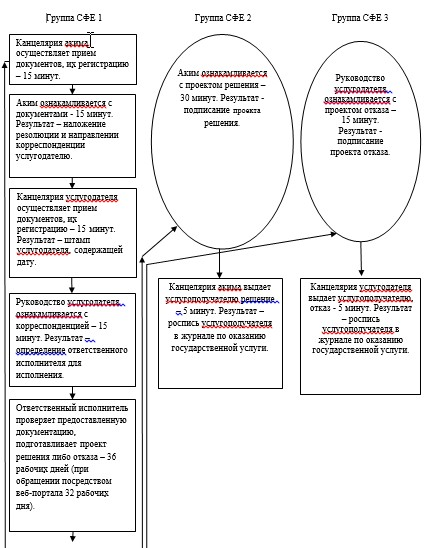 Группа СФЕ 1
Группа СФЕ 2
Группа СФЕ 3
Канцелярия акима
осуществляет прием
документов, их регистрацию
– 15 минут.
Аким ознакамливается с
документами - 15 минут.
Результат – наложение
резолюции и направлении
корреспонденции
услугодателю.
Канцелярия услугодателя
осуществляет прием
документов, их
регистрацию – 15 минут.
Результат – штамп
услугодателя, содержащей
дату.
Руководство услугодателя
ознакамливается с
корреспонденцией – 15
минут. Результат –
определение ответственного
исполнителя для
исполнения.
Ответственный исполнитель
проверяет предоставленную
документацию,
подготавливает проект
решения либо отказа – 36
рабочих дней (при
обращении посредством
веб-портала 32 рабочих
дня).
Аким ознакамливается
с проектом решения –
30 минут. Результат -
подписание проекта
решения.
Канцелярия акима выдает
услугополучателю решение
– 5 минут. Результат –
роспись услугополучателя
в журнале по оказанию
государственной услуги.
Руководство
услугодателя
ознакамливается с
проектом отказа –
15 минут.
Результат -
подписание
проекта отказа.
Канцелярия услугодателя
выдает услугополучателю,
отказ - 5 минут. Результат
– роспись
услугополучателя в
журнале по оказанию
государственной услуги.